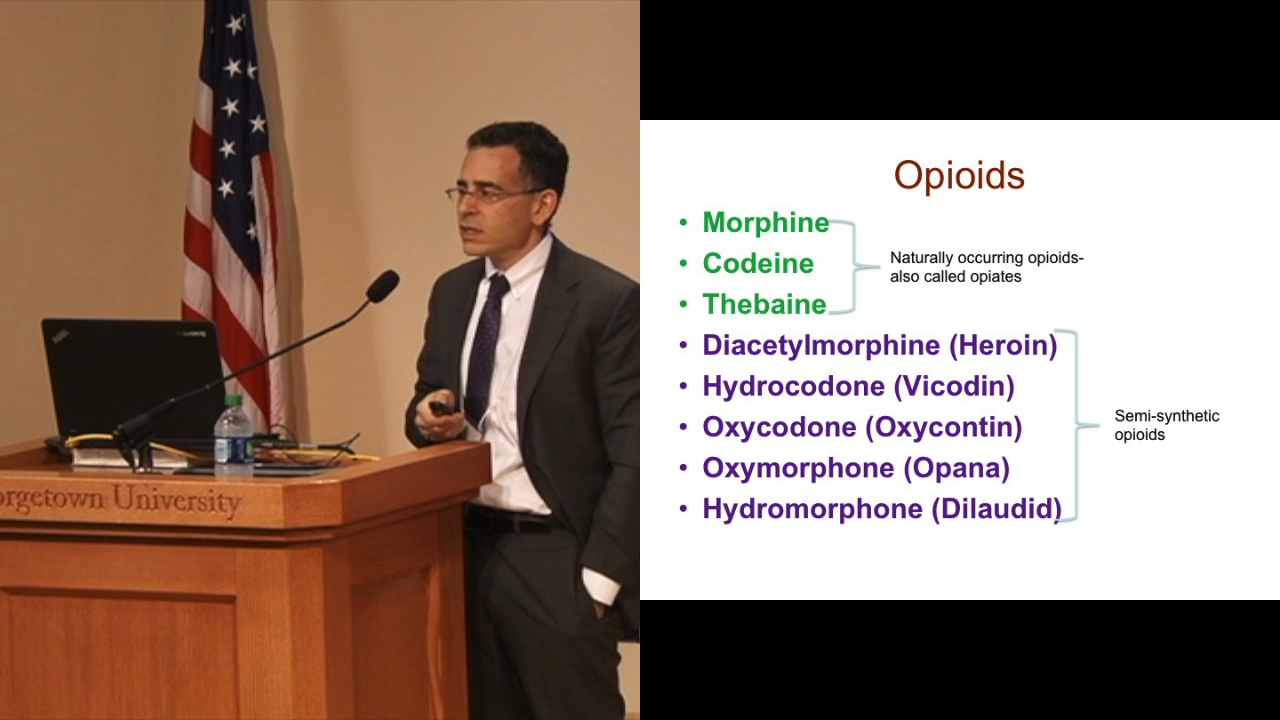 orgetown University
Opioids
• Morphine
• Codeine
• Thebaine
Naturally occurring opioids-
also called opiates
• Diacetylmorphine (Heroin)
• Hydrocodone (Vicodin)
• Oxycodone (Oxycontin)
• Oxymorphone (Opana)
• Hydromorphone (Dilaudid)
Semi-synthetic
opioids